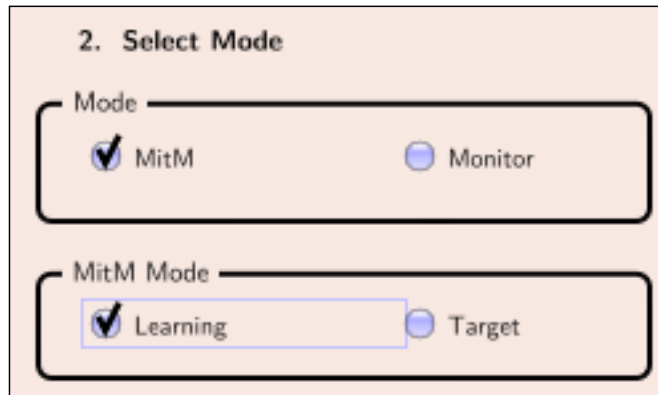 2. Select Mode
Mode
MitM Monitor
MitM Mode
Learning Target